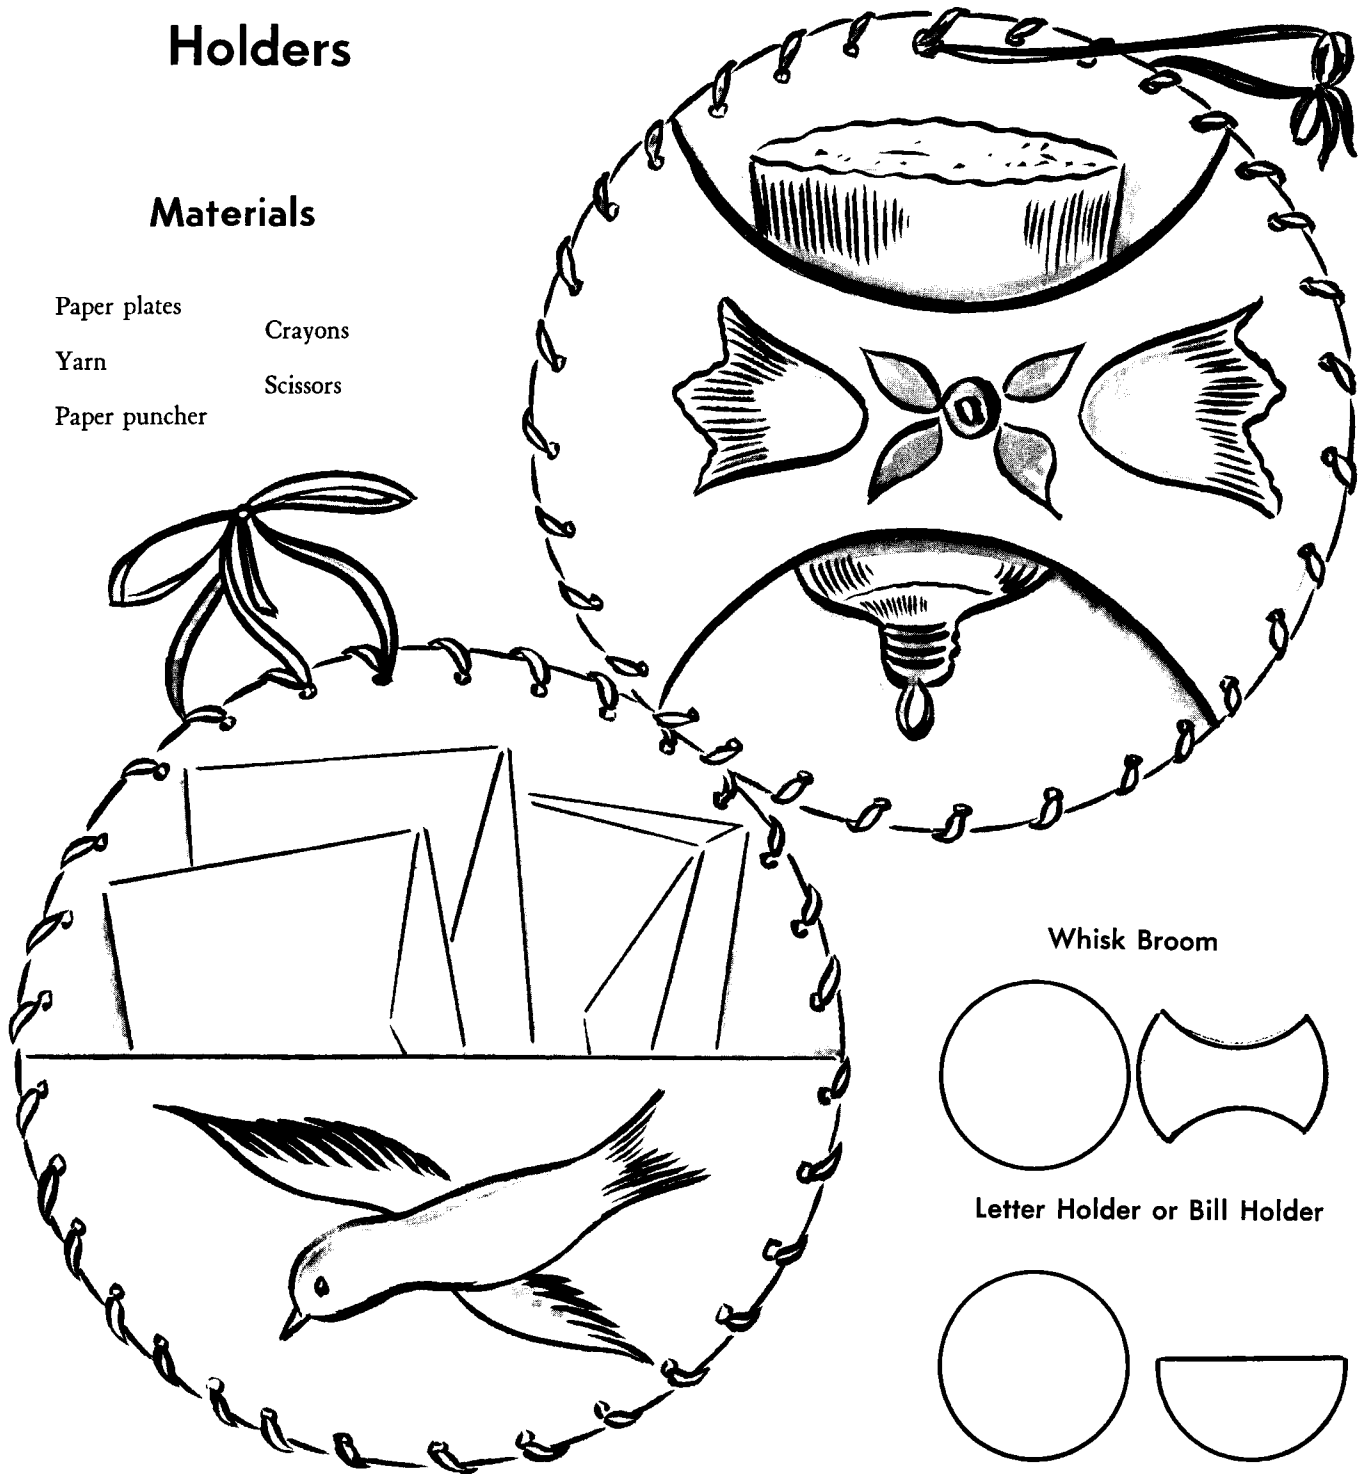 Holders
Materials
Paper plates
Crayons
Yarn
Scissors
Paper puncher
Whisk Broom
Letter Holder or Bill Holder